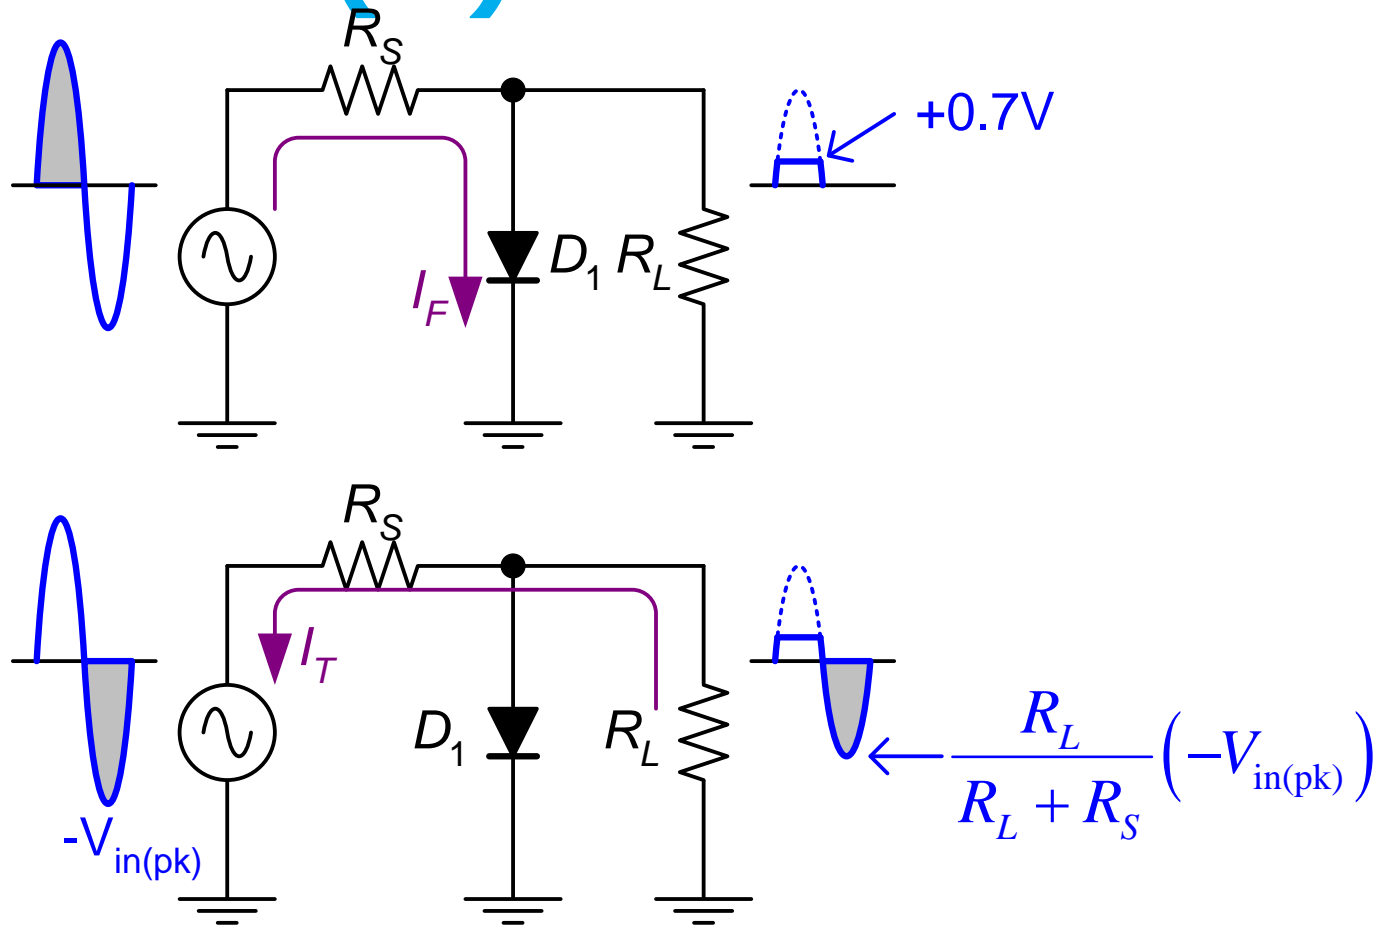 R_S
+0.7V
I_F
D_1
R_L
R_S
I_T
D_1
R_L
-V_in(pk)
R_L
R_L + R_S
(−V_in(pk))